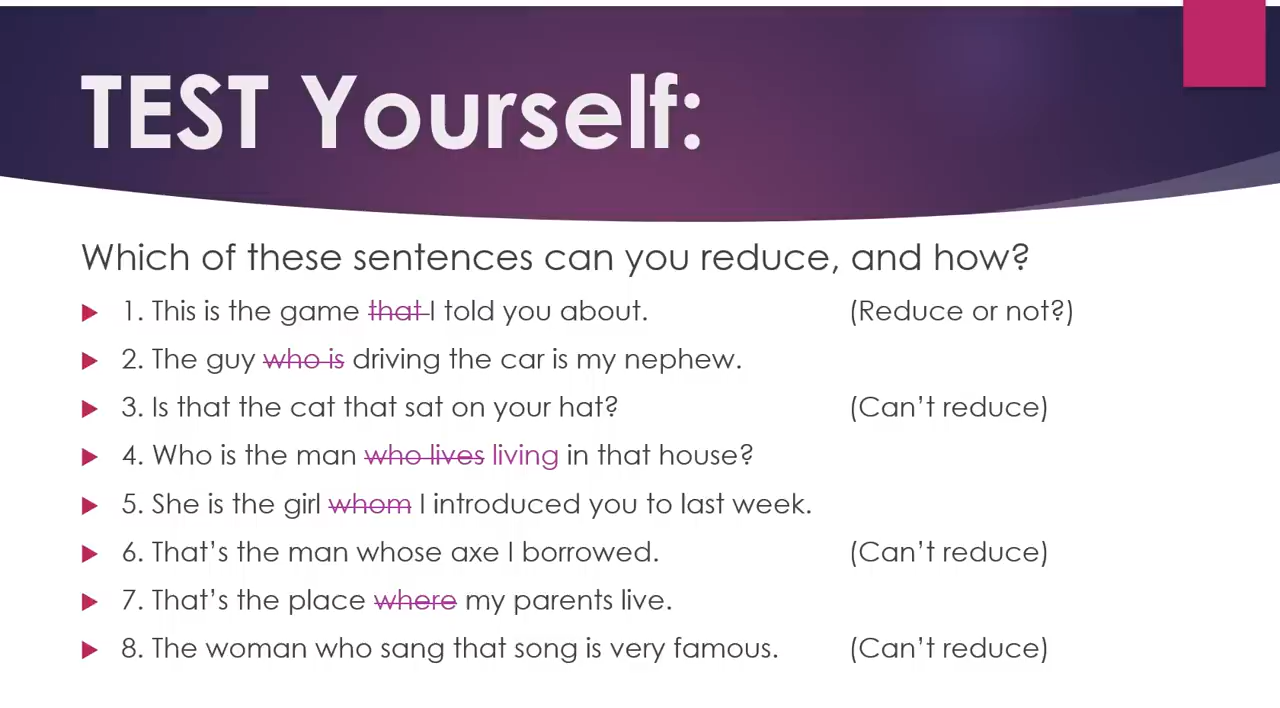 TEST Yourself:
Which of these sentences can you reduce, and how?
1. This is the game that I told you about. (Reduce or not?)
2. The guy who is driving the car is my nephew.
3. Is that the cat that sat on your hat? (Can’t reduce)
4. Who is the man who lives living in that house?
5. She is the girl whom I introduced you to last week.
6. That’s the man whose axe I borrowed. (Can’t reduce)
7. That’s the place where my parents live.
8. The woman who sang that song is very famous. (Can’t reduce)